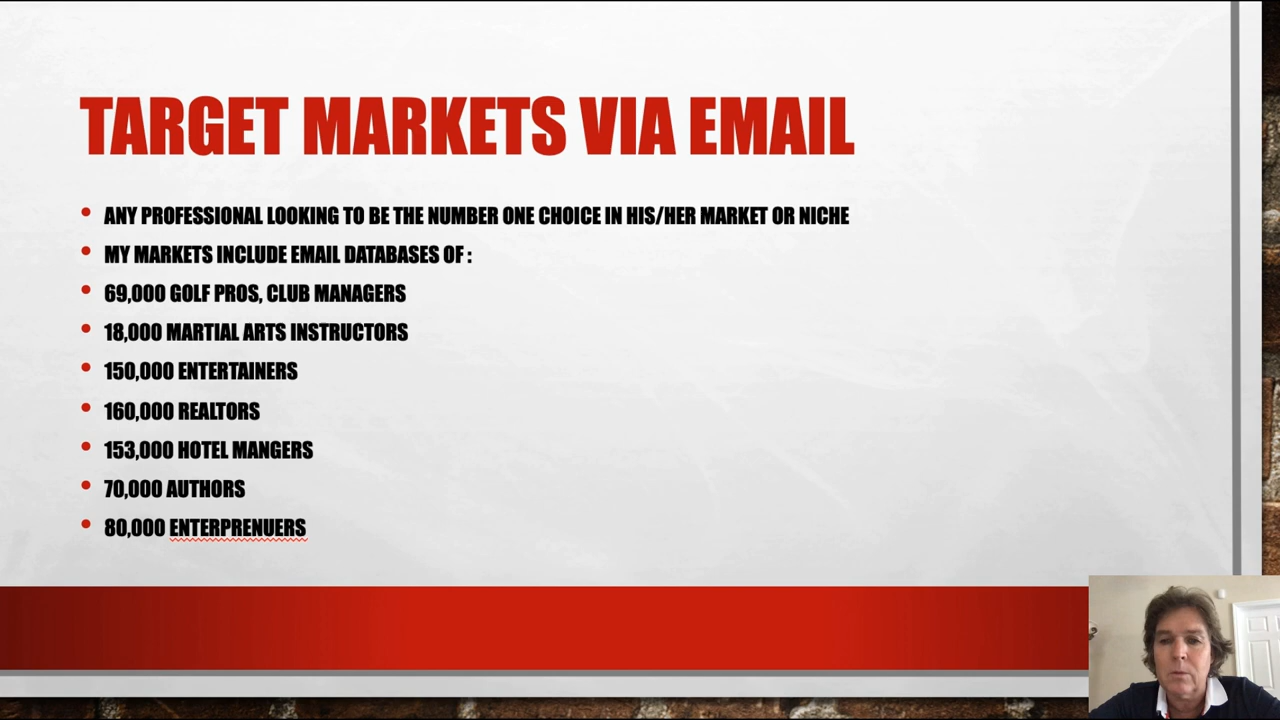 TARGET MARKETS VIA EMAIL
• ANY PROFESSIONAL LOOKING TO BE THE NUMBER ONE CHOICE IN HIS/HER MARKET OR NICHE
• MY MARKETS INCLUDE EMAIL DATABASES OF :
• 69,000 GOLF PROS, CLUB MANAGERS
• 18,000 MARTIAL ARTS INSTRUCTORS
• 150,000 ENTERTAINERS
• 160,000 REALTORS
• 153,000 HOTEL MANGERS
• 70,000 AUTHORS
• 80,000 ENTERPRENUERS